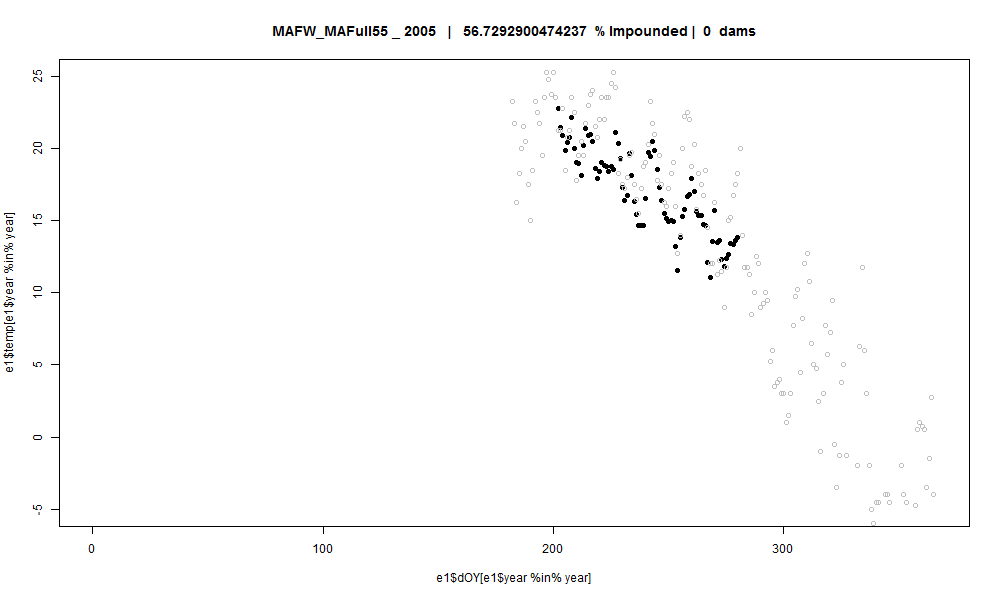 MAFW_MAFull55 _ 2005 | 56.7292900474237 % Impounded | 0 dams
25
20
15
10
5
0
-5
e1$temp[e1$year %in% year]
0 100 200 300
e1$dOY[e1$year %in% year]